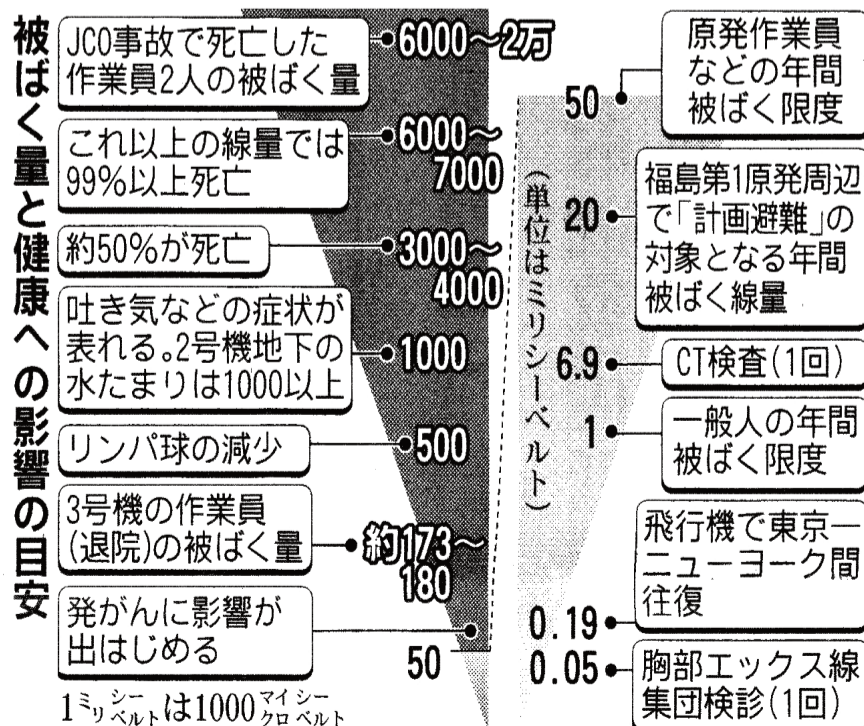 被ばく量と健康への影響の目安
JCO事故で死亡した
作業員2人の被ばく量
6000〜2万
これ以上の線量では
99%以上死亡
6000〜
7000
約50%が死亡
3000〜
4000
吐き気などの症状が
表れる。2号機地下の
水たまりは1000以上
1000
リンパ球の減少
500
3号機の作業員
(退院)の被ばく量
約173〜
180
発がんに影響が
出はじめる
50
1ミリシーベルトは1000マイクロシーベルト
(単位はミリシーベルト)
50
原発作業員
などの年間
被ばく限度
20
福島第1原発周辺
で「計画避難」の
対象となる年間
被ばく線量
6.9
CT検査(1回)
1
一般人の年間
被ばく限度
飛行機で東京―
ニューヨーク間
往復
0.19
0.05
胸部エックス線
集団検診(1回)